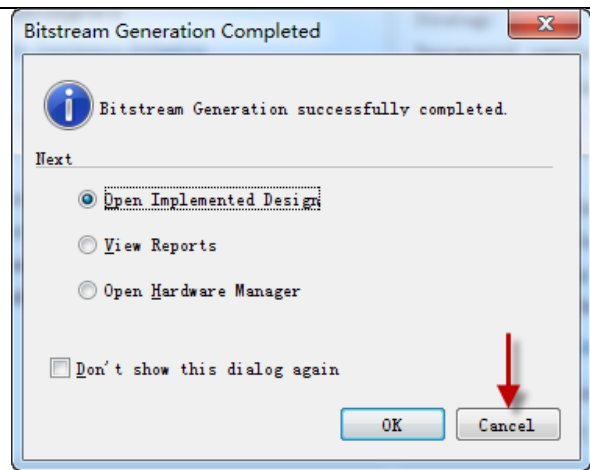 Bitstream Generation Completed
Bitstream Generation successfully completed.
Next
Open Implemented Design
View Reports
Open Hardware Manager
Don't show this dialog again
OK
Cancel